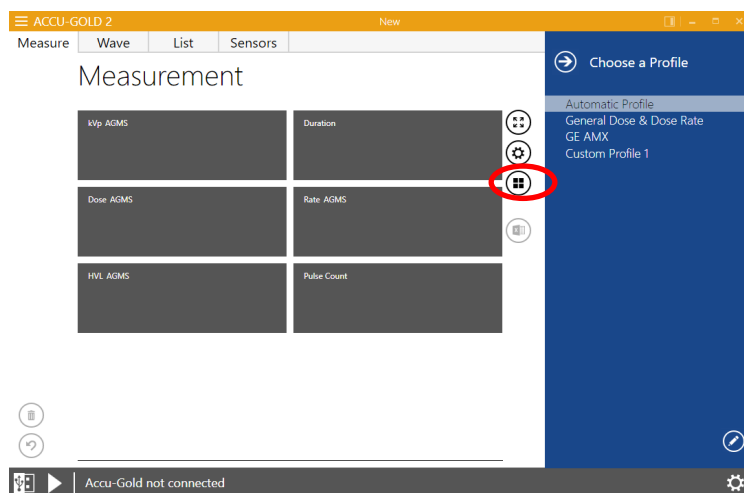 ACCU-GOLD 2
New
Measure Wave List Sensors
Measurement
kVp AGMS
Duration
Dose AGMS
Rate AGMS
HVL AGMS
Pulse Count
Choose a Profile
Automatic Profile
General Dose & Dose Rate
GE AMX
Custom Profile 1
Accu-Gold not connected